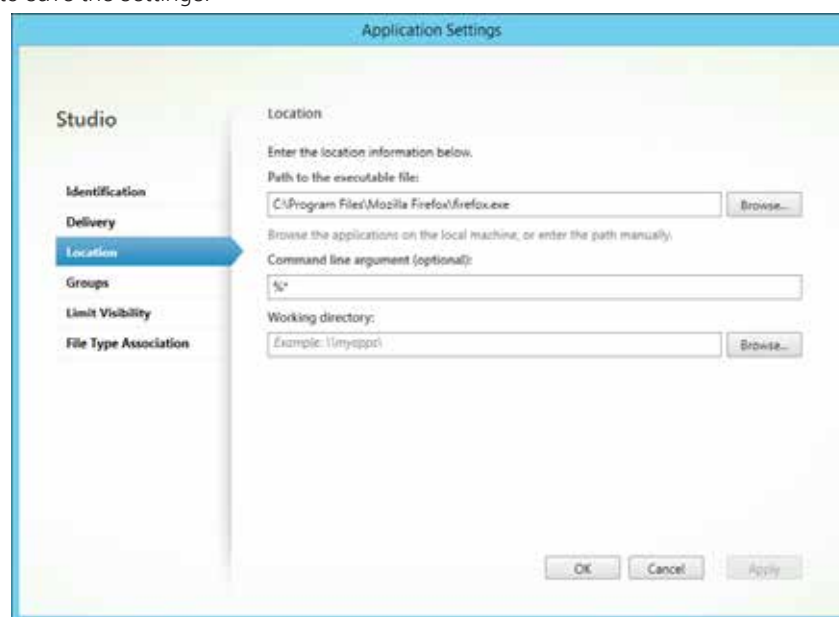 to save the settings.
Application Settings
Studio
Identification
Delivery
Location
Groups
Limit Visibility
File Type Association
Location
Enter the location information below.
Path to the executable file:
C:\Program Files\Mozilla Firefox\firefox.exe
Browse...
Browse the applications on the local machine, or enter the path manually.
Command line argument (optional):
%*
Working directory:
Example: \\myapps\
Browse...
OK Cancel Apply